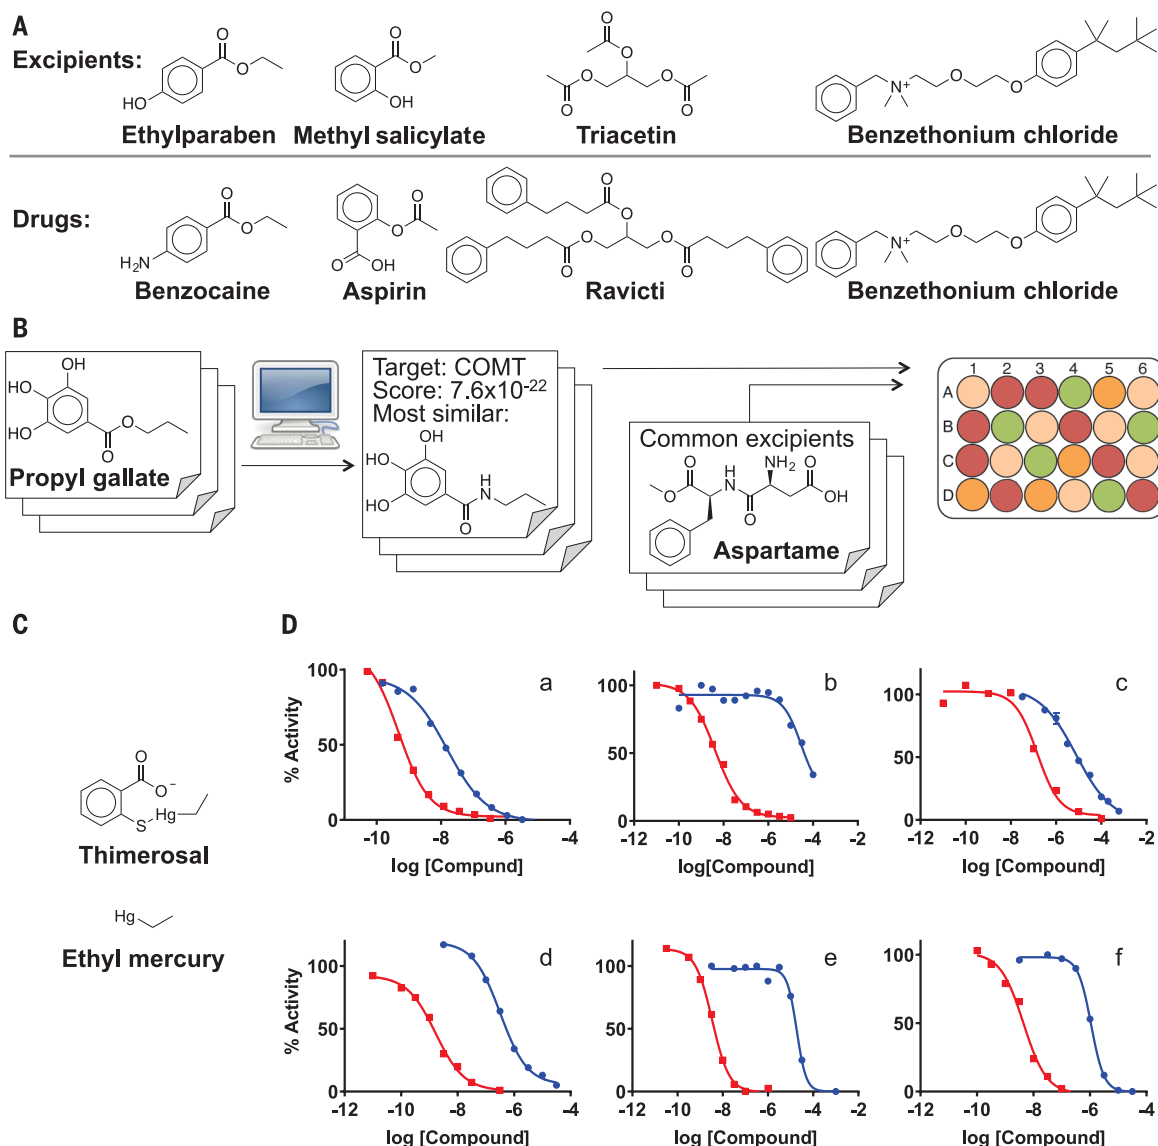 A
Excipients:
O
O
HO
Ethylparaben
O
O
OH
Methyl salicylate
O
O
O
O
O
O
Triacetin
N+
O
O
Benzethonium chloride
Drugs:
O
O
H2N
Benzocaine
O
O
O
OH
Aspirin
O
O
O
O
O
O
Ravicti
N+
O
O
Benzethonium chloride
B
OH
HO
HO
O
O
Propyl gallate
Target: COMT
Score: 7.6x10-22
Most similar:
OH
HO
HO
NH
O
Common excipients
O
NH2
O
H
N
O
O
OH
Aspartame
1 2 3 4 5 6
A
B
C
D
C
O
O−
S
Hg
Thimerosal
Hg
Ethyl mercury
D
% Activity
100
50
0
-10 -8 -6 -4
log [Compound]
a
100
50
0
-12 -10 -8 -6 -4 -2
log[Compound]
b
100
50
0
-12 -10 -8 -6 -4 -2
log [Compound]
c
% Activity
100
50
0
-12 -10 -8 -6 -4
log [Compound]
d
100
50
0
-12 -10 -8 -6 -4 -2
log [Compound]
e
100
50
0
-12 -10 -8 -6 -4
log [Compound]
f